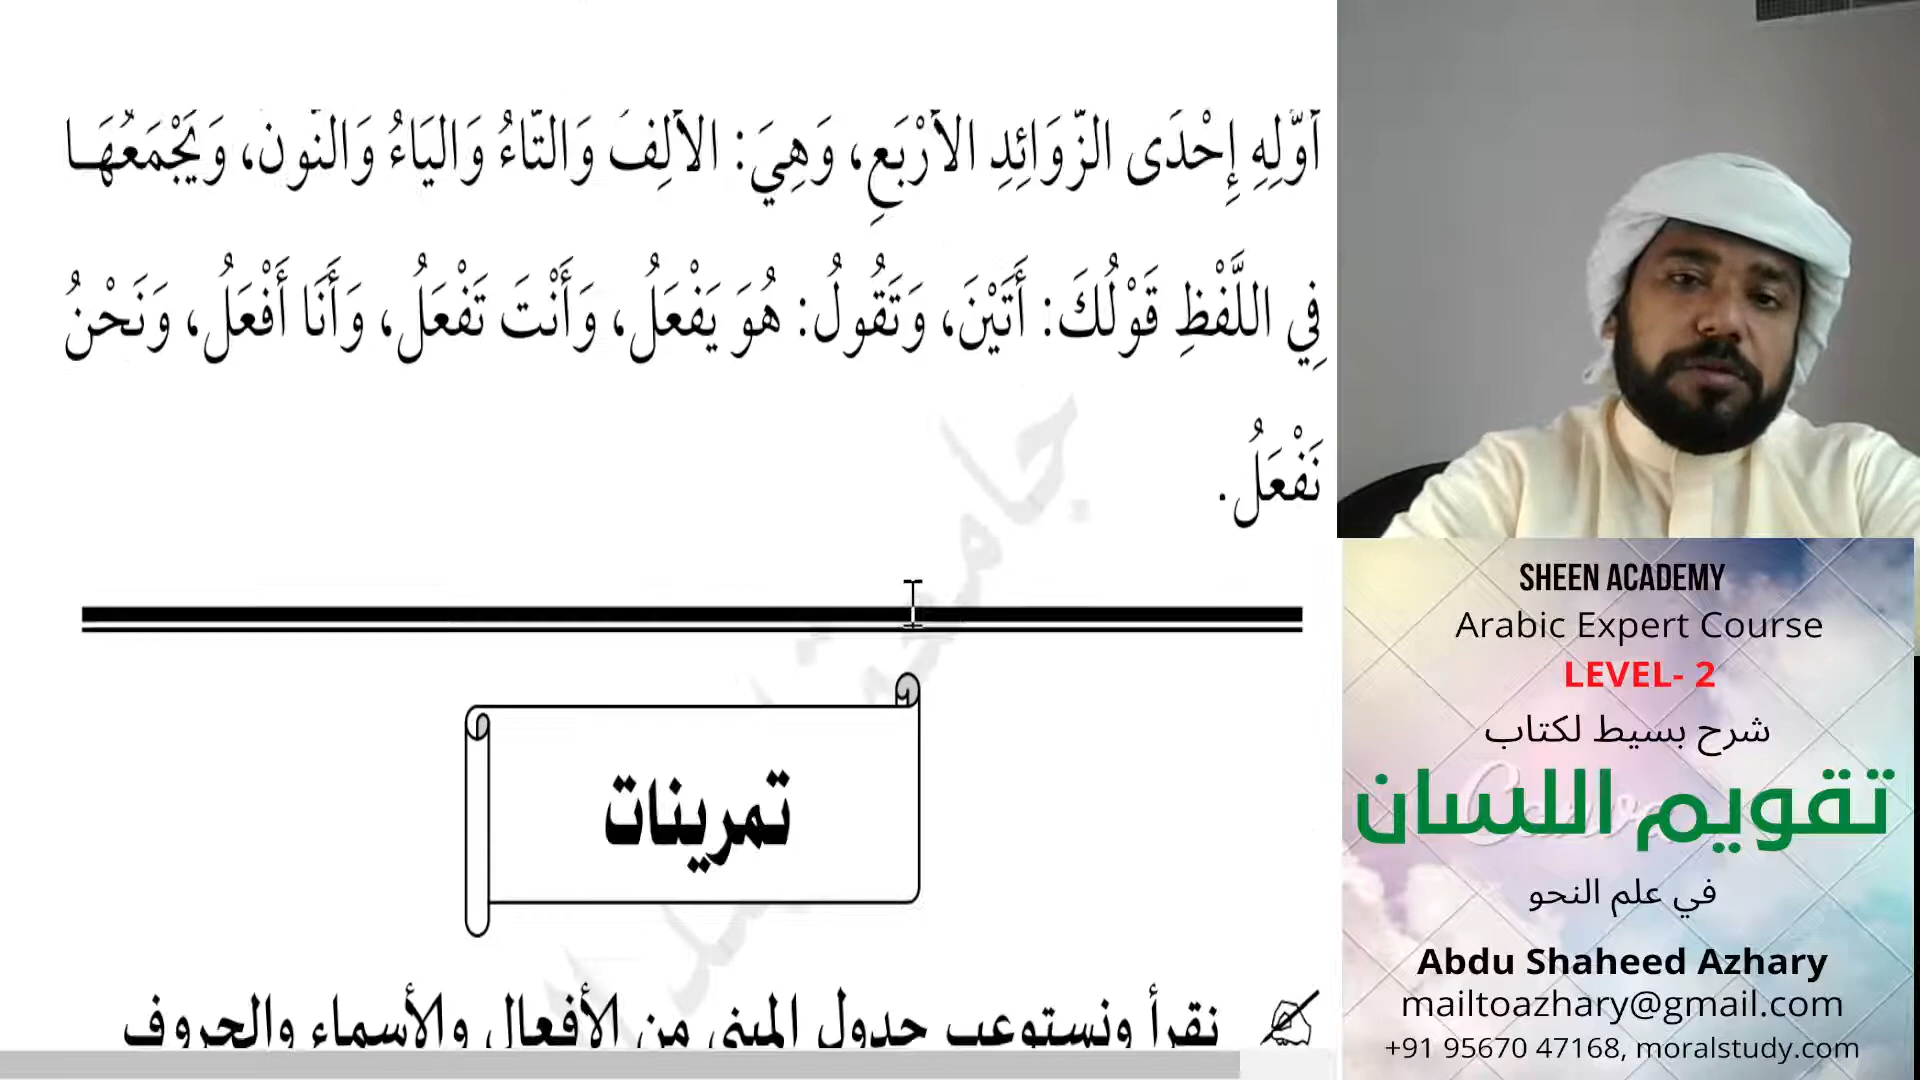 أَوَّلِهِ إِحْدَى الزَّوَائِدِ الأَرْبَعِ، وَهِيَ: الأَلِفُ وَالتَّاءُ وَاليَاءُ وَالنُّونُ، وَيَجْمَعُهَا
فِي اللَّفْظِ قَوْلُكَ: أَتَيْنَ، وَتَقُولُ: هُوَ يَفْعَلُ، وَأَنْتَ تَفْعَلُ، وَأَنَا أَفْعَلُ، وَنَحْنُ
نَفْعَلُ.
تمرينات
نقرأ ونستوعب جدول المبني من الأفعال والأسماء والحروف
SHEEN ACADEMY
Arabic Expert Course
LEVEL- 2
شرح بسيط لكتاب
تقويم اللسان
في علم النحو
Abdu Shaheed Azhary
mailtoazhary@gmail.com
+91 95670 47168, moralstudy.com